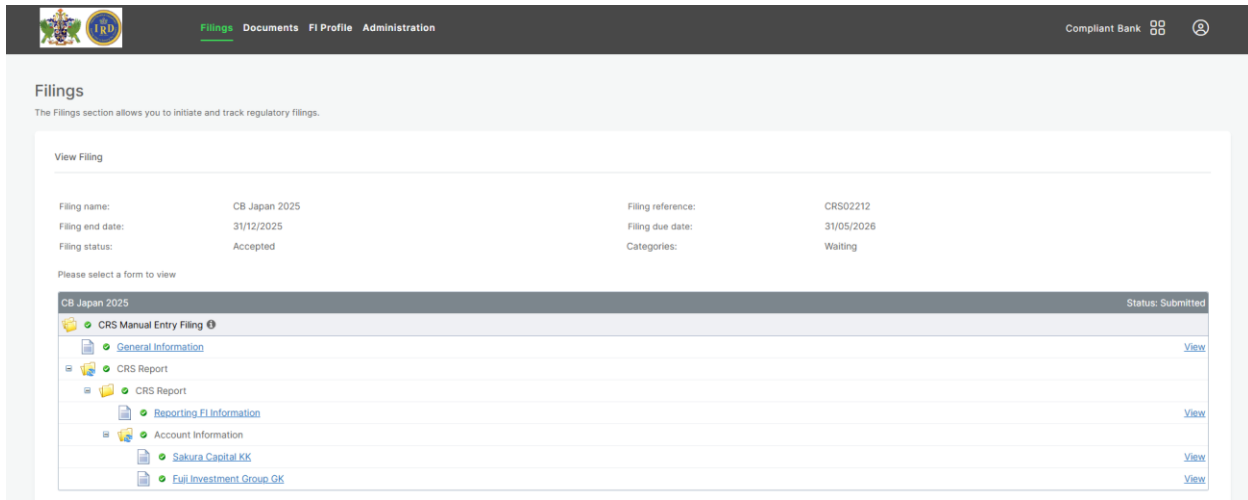 IRD
Filings Documents FI Profile Administration
Compliant Bank
Filings
The Filings section allows you to initiate and track regulatory filings.
View Filing
Filing name: CB Japan 2025 Filing reference: CRS02212
Filing end date: 31/12/2025 Filing due date: 31/05/2026
Filing status: Accepted Categories: Waiting
Please select a form to view
CB Japan 2025 Status: Submitted
CRS Manual Entry Filing
General Information View
CRS Report
CRS Report
Reporting FI Information View
Account Information
Sakura Capital KK View
Fuji Investment Group GK View